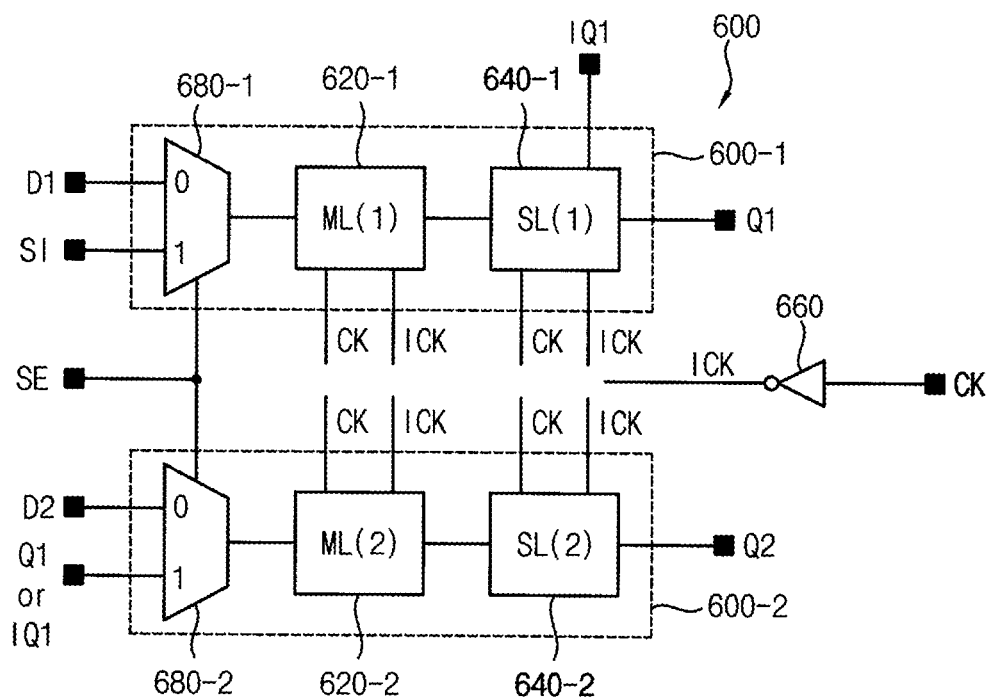 IQ1
600
680-1
620-1
640-1
600-1
D1
0
ML(1)
SL(1)
Q1
SI
1
660
CK
ICK
CK
ICK
SE
ICK
CK
CK
ICK
CK
ICK
D2
0
ML(2)
SL(2)
Q2
Q1
or
IQ1
1
600-2
680-2
620-2
640-2